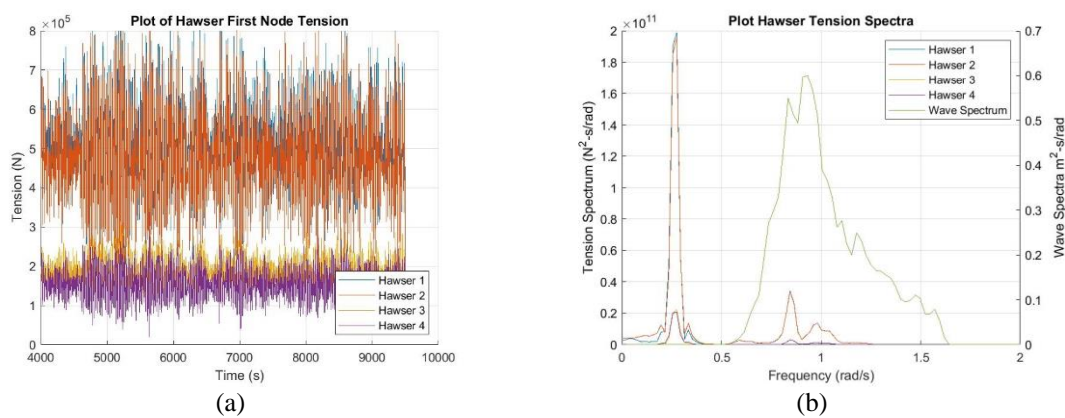 Plot of Hawser First Node Tension
× 10^5
8
7
6
5
4
3
2
1
0
Tension (N)
4000 5000 6000 7000 8000 9000 10000
Time (s)
Hawser 1
Hawser 2
Hawser 3
Hawser 4
(a)
Plot Hawser Tension Spectra
× 10^11
2
1.8
1.6
1.4
1.2
1
0.8
0.6
0.4
0.2
0
Tension Spectrum (N²-s/rad)
0 0.5 1 1.5 2
Frequency (rad/s)
0.7
0.6
0.5
0.4
0.3
0.2
0.1
0
Wave Spectra m²-s/rad
Hawser 1
Hawser 2
Hawser 3
Hawser 4
Wave Spectrum
(b)